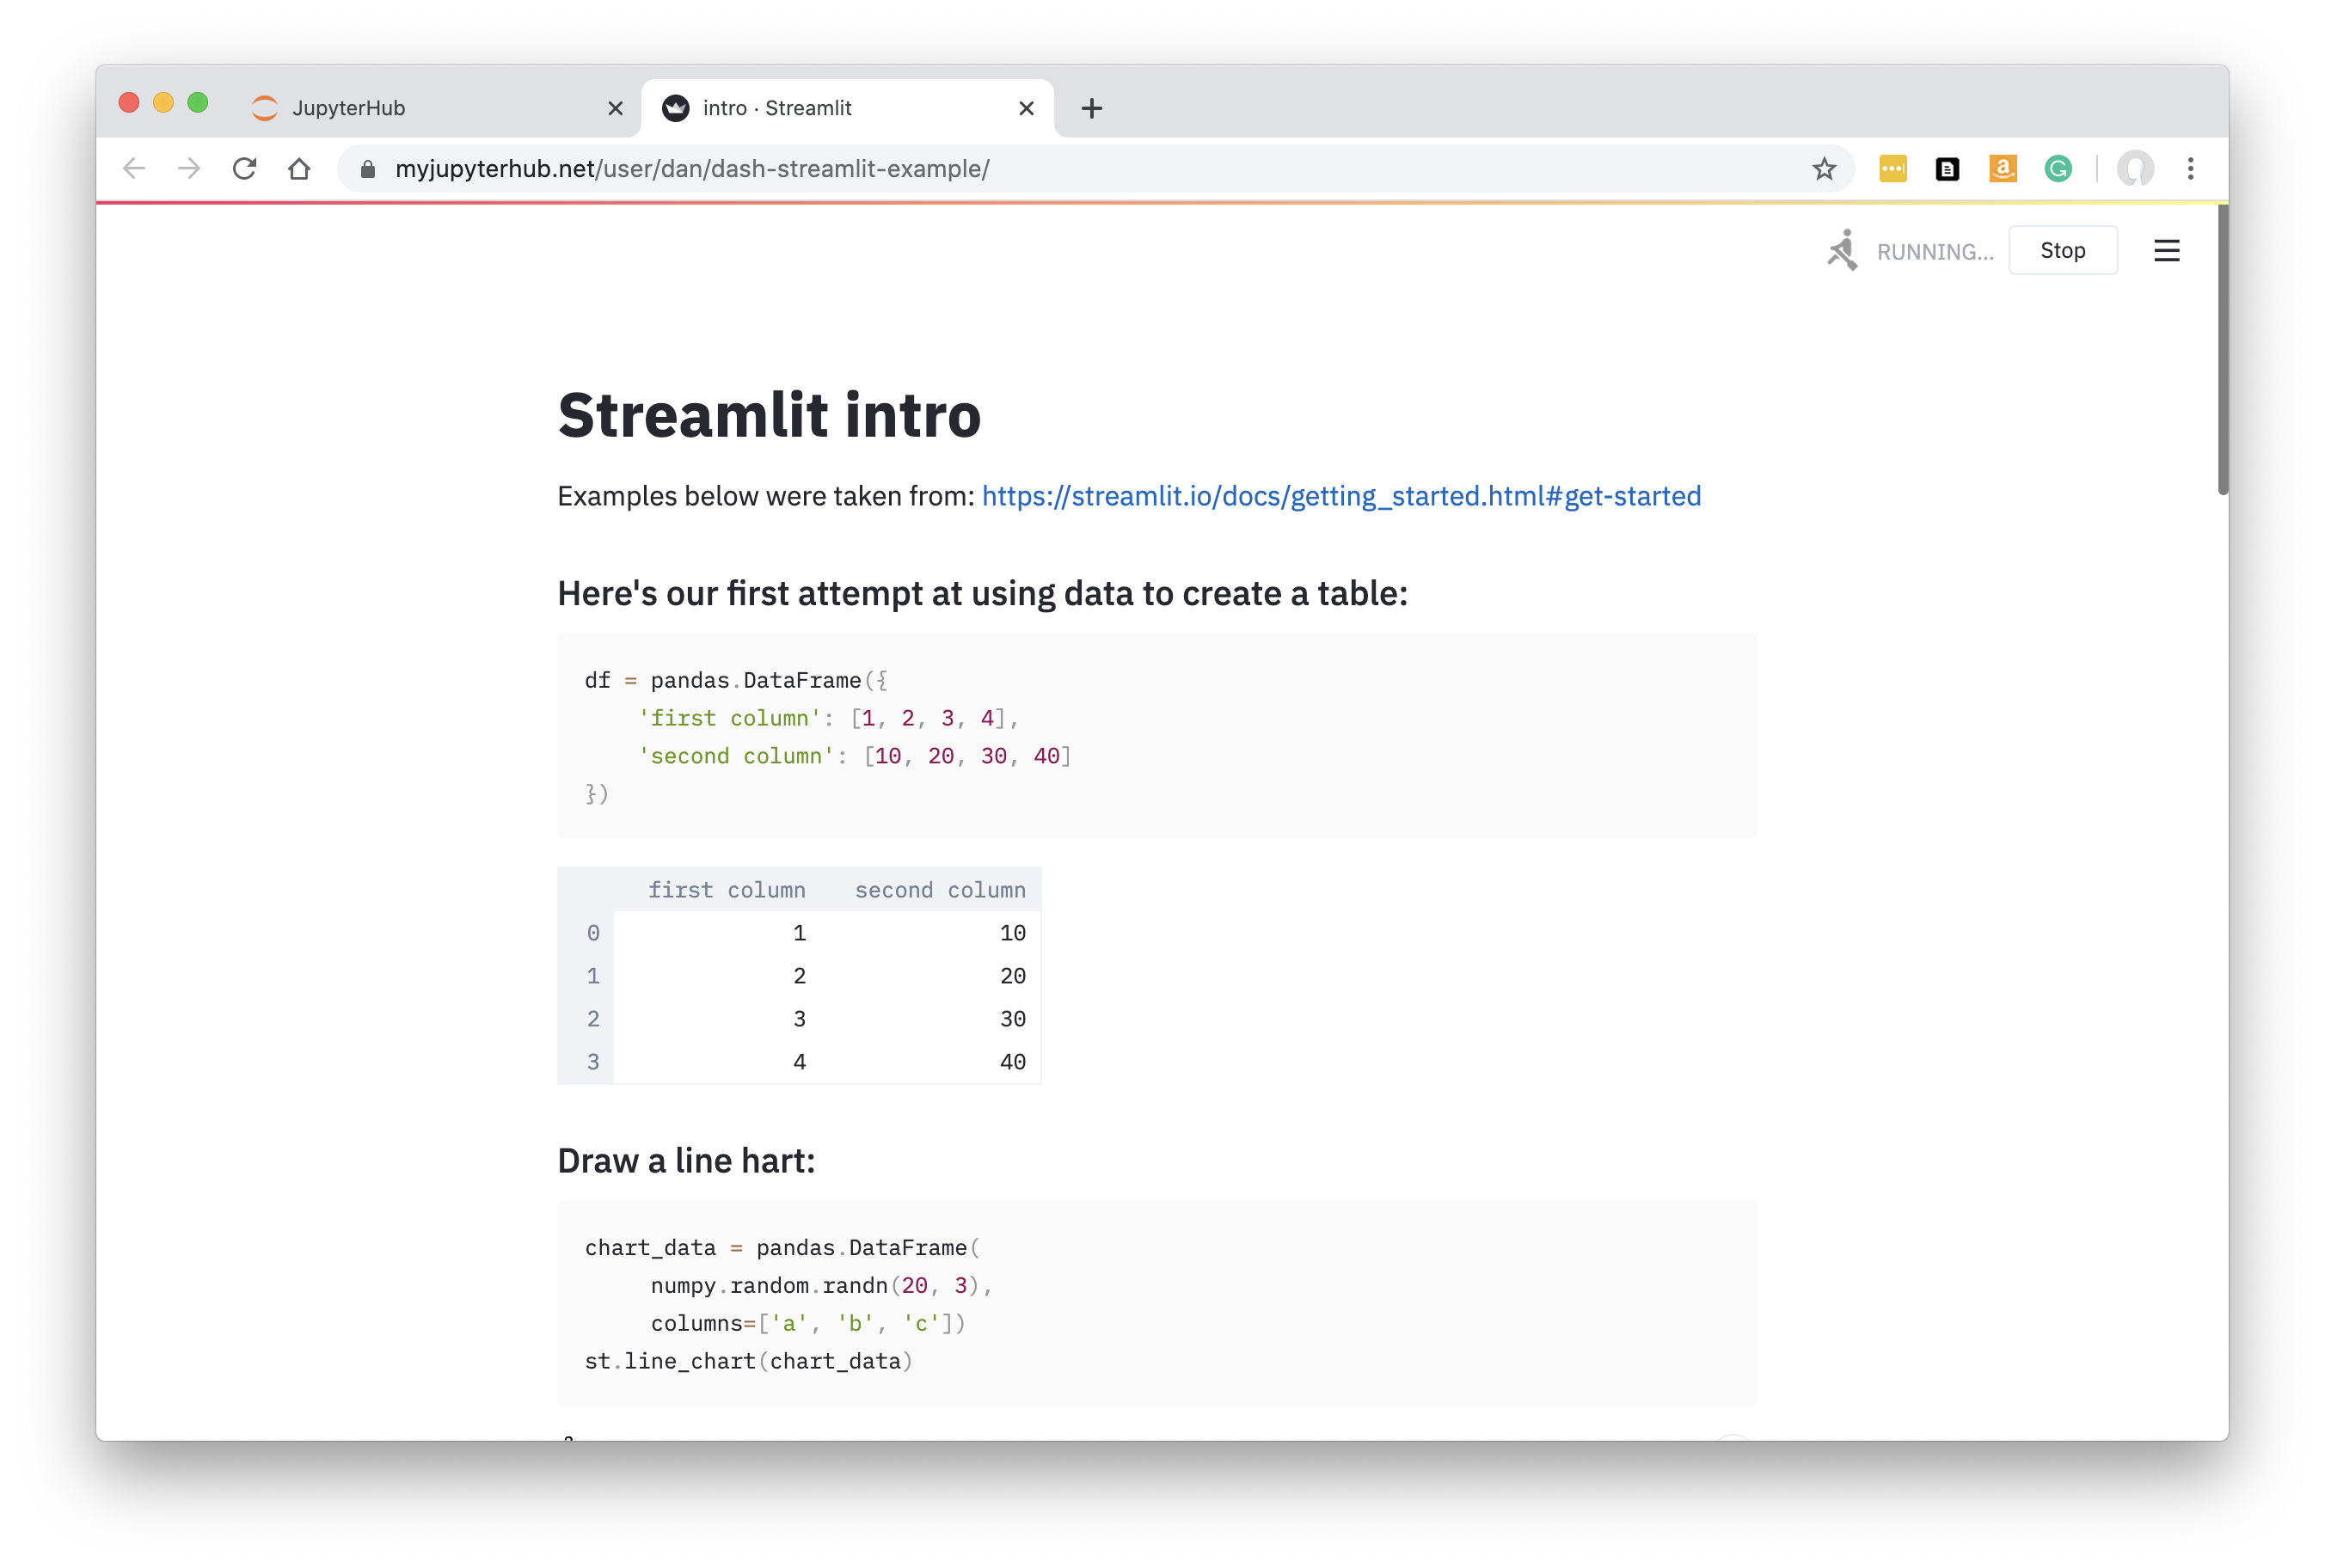 JupyterHub
intro · Streamlit
myjupyterhub.net/user/dan/dash-streamlit-example/
RUNNING...
Stop
Streamlit intro
Examples below were taken from: https://streamlit.io/docs/getting_started.html#get-started
Here's our first attempt at using data to create a table:
df = pandas.DataFrame({
    'first column': [1, 2, 3, 4],
    'second column': [10, 20, 30, 40]
})
first column second column
0 1 10
1 2 20
2 3 30
3 4 40
Draw a line hart:
chart_data = pandas.DataFrame(
     numpy.random.randn(20, 3),
     columns=['a', 'b', 'c'])
st.line_chart(chart_data)